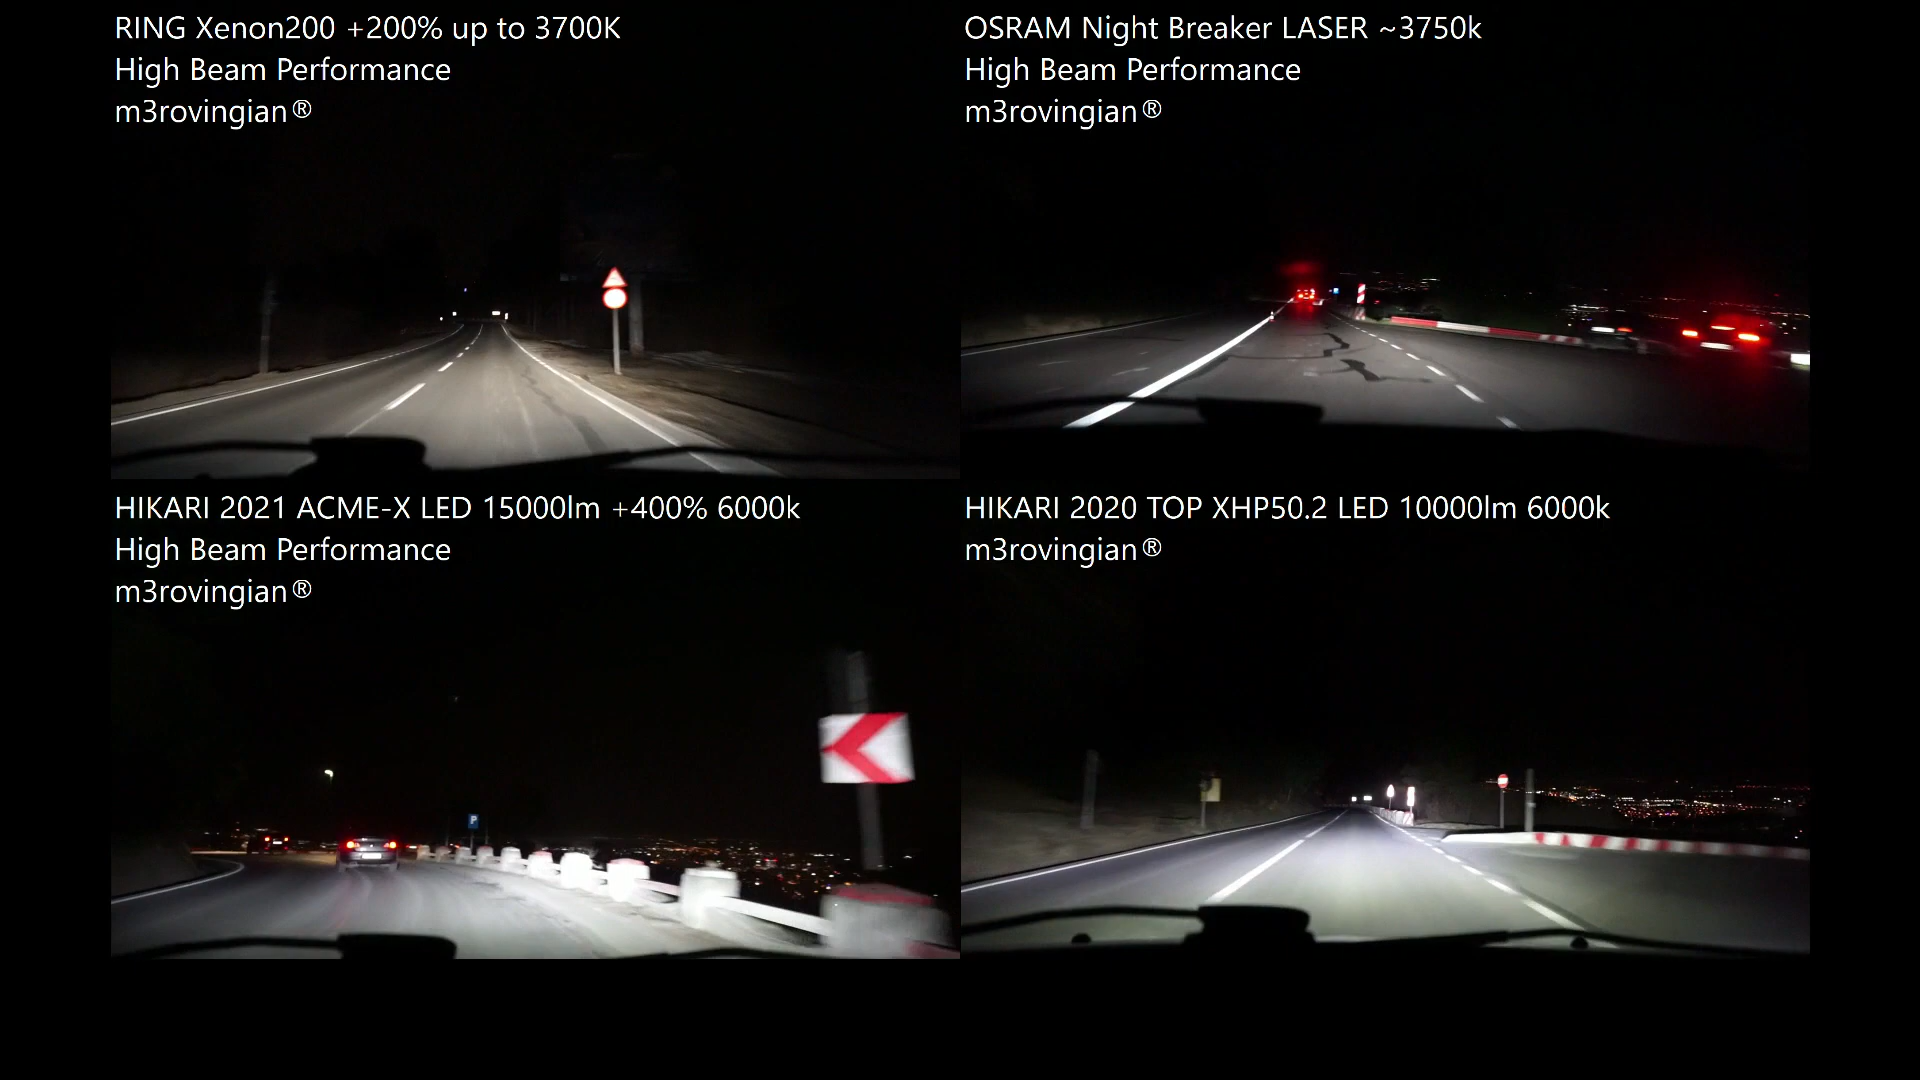 RING Xenon200 +200% up to 3700K
High Beam Performance
m3rovingian®
OSRAM Night Breaker LASER ~3750k
High Beam Performance
m3rovingian®
HIKARI 2021 ACME-X LED 15000lm +400% 6000k
High Beam Performance
m3rovingian®
P
HIKARI 2020 TOP XHP50.2 LED 10000lm 6000k
m3rovingian®